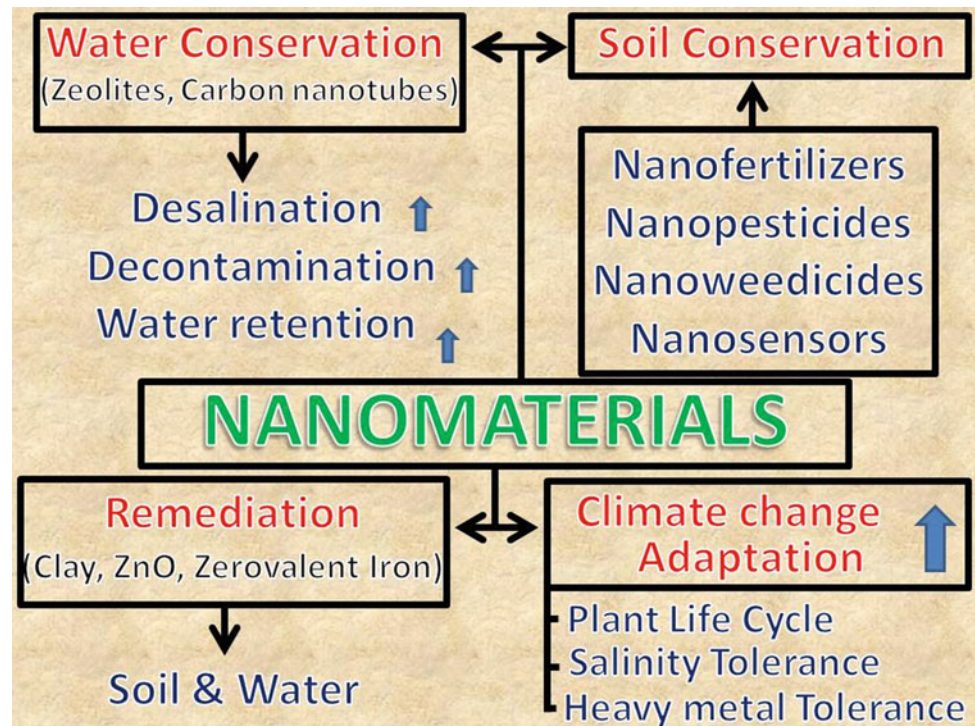 Water Conservation
(Zeolites, Carbon nanotubes)
Desalination
Decontamination
Water retention
Soil Conservation
Nanofertilizers
Nanopesticides
Nanoweedicides
Nanosensors
NANOMATERIALS
Remediation
(Clay, ZnO, Zerovalent Iron)
Soil & Water
Climate change
Adaptation
Plant Life Cycle
Salinity Tolerance
Heavy metal Tolerance